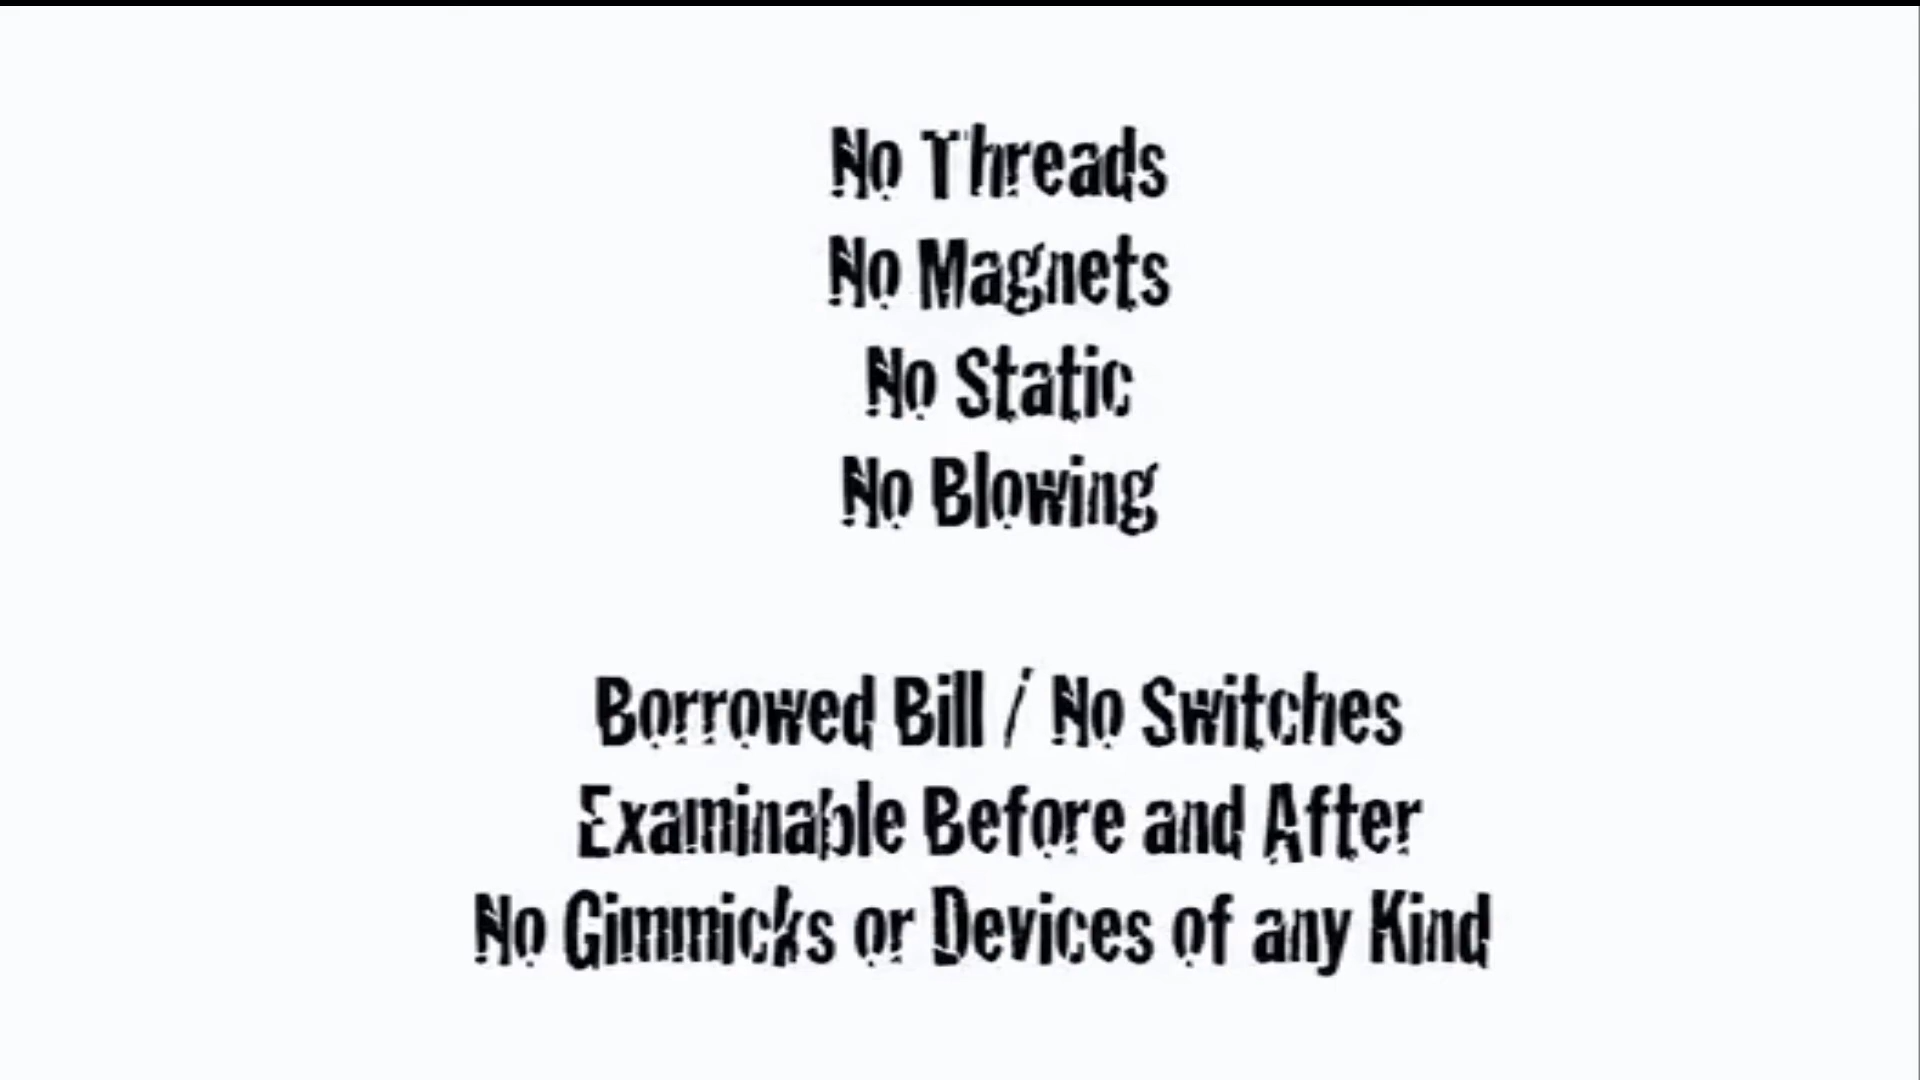 No Threads
No Magnets
No Static
No Blowing
Borrowed Bill / No Switches
Examinable Before and After
No Gimmicks or Devices of any Kind